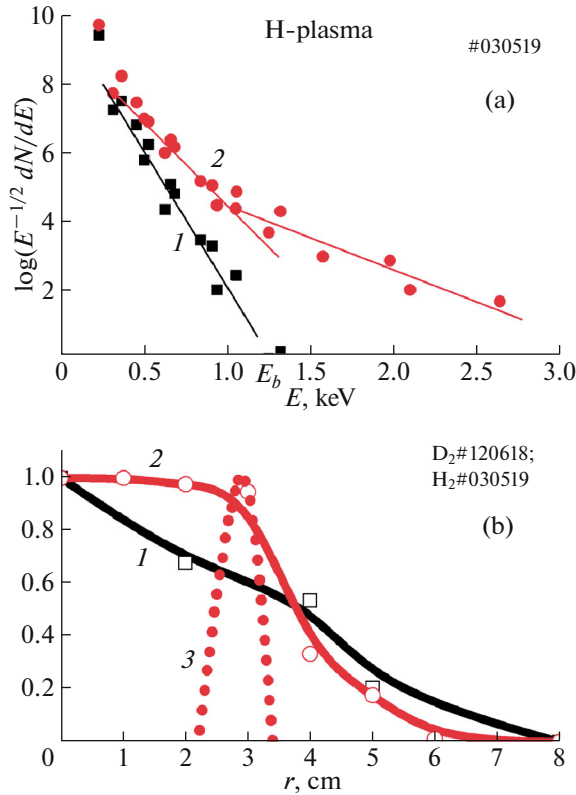 H-plasma
#030519
(a)
log(E^{-1/2} dN/dE)
10
8
6
4
2
2
1
0 0.5 E_b 1.5 2.0 2.5 3.0
E, keV
D₂#120618;
H₂#030519
(b)
1.0
0.8
0.6
0.4
0.2
2
1
3
0 1 2 3 4 5 6 7 8
r, cm